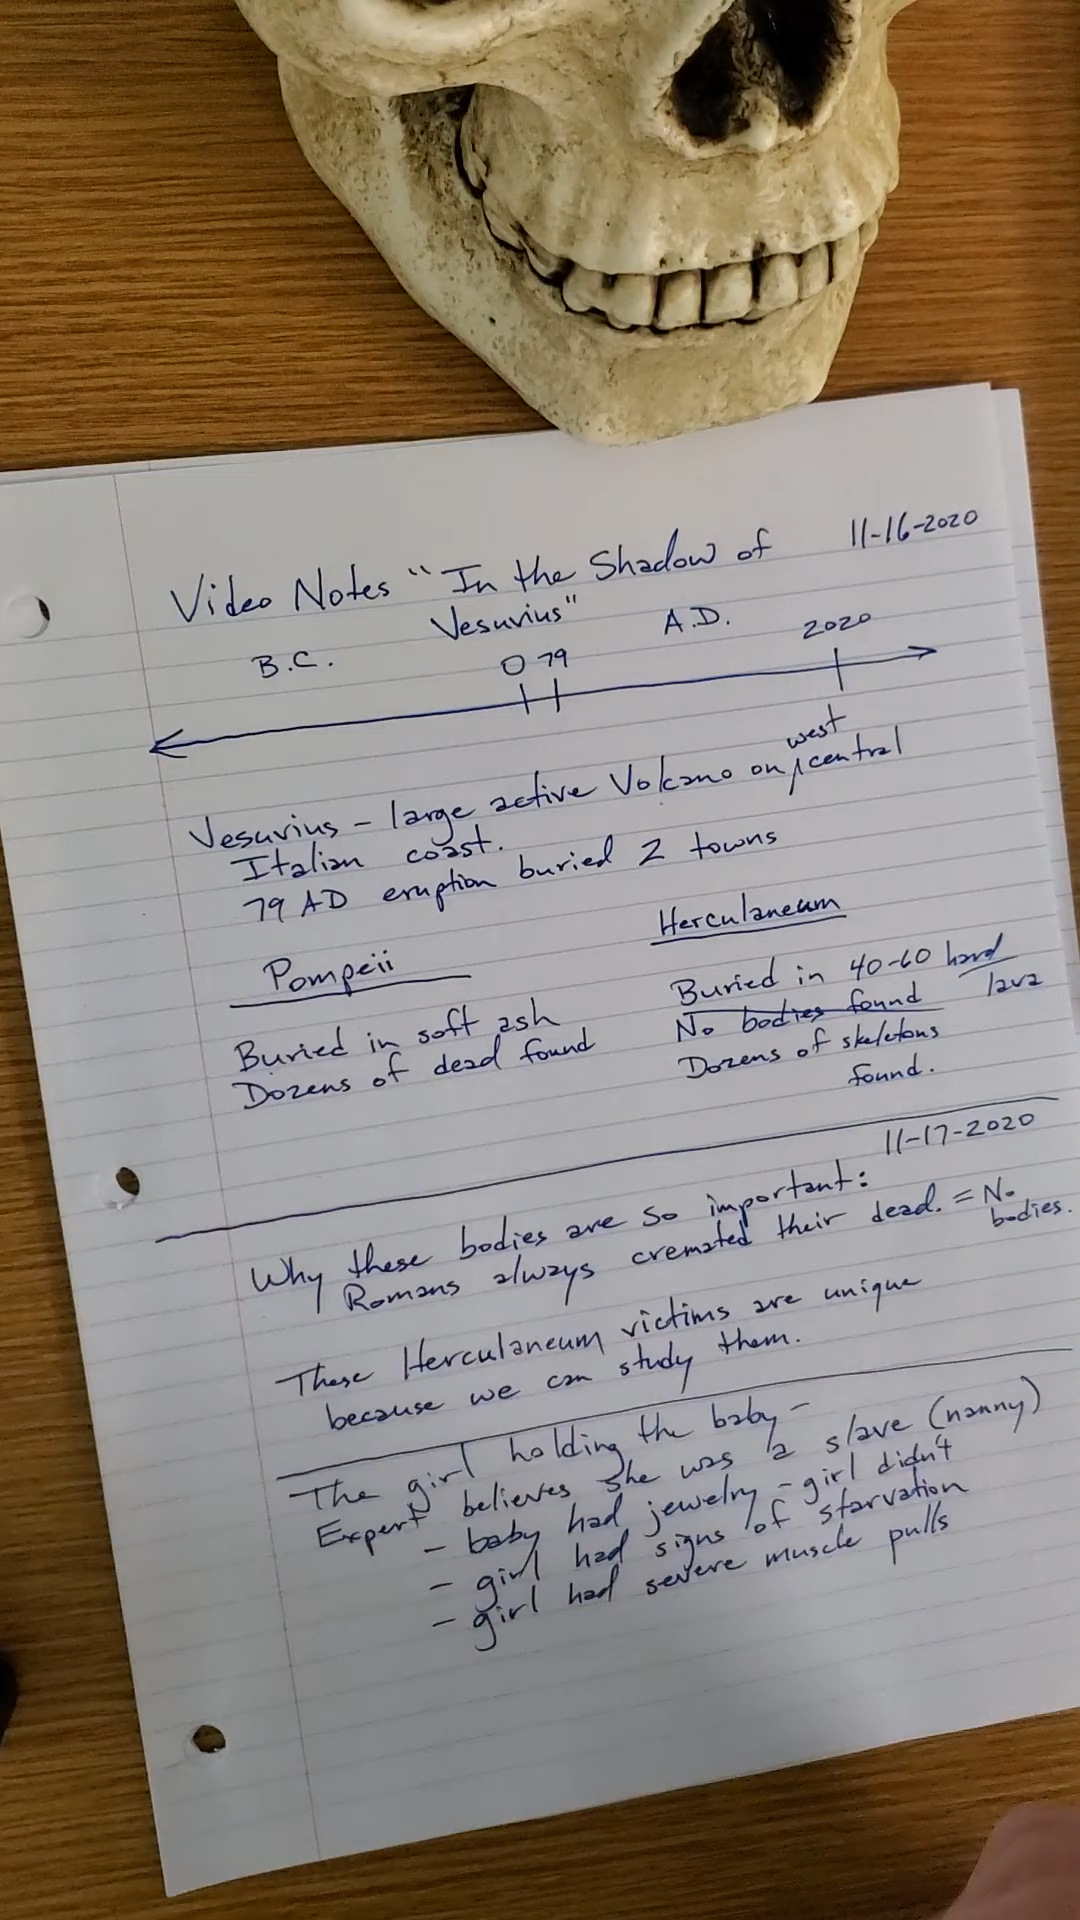 Video Notes "In the Shadow of 11-16-2020
Vesuvius"
B.C. 0 79 A.D. 2020
west
Vesuvius - large active Volcano on central
Italian coast.
79 AD eruption buried 2 towns
Pompeii Herculaneum
Buried in soft ash Buried in 40-60 hard
lava
Dozens of dead found No bodies found
Dozens of skeletons
found.
11-17-2020
Why these bodies are so important:
Romans always cremated their dead. = No
bodies.
These Herculaneum victims are unique
because we can study them.
The girl holding the baby -
Expert believes she was a slave (nanny)
- baby had jewelry - girl didn't
- girl had signs of starvation
- girl had severe muscle pulls